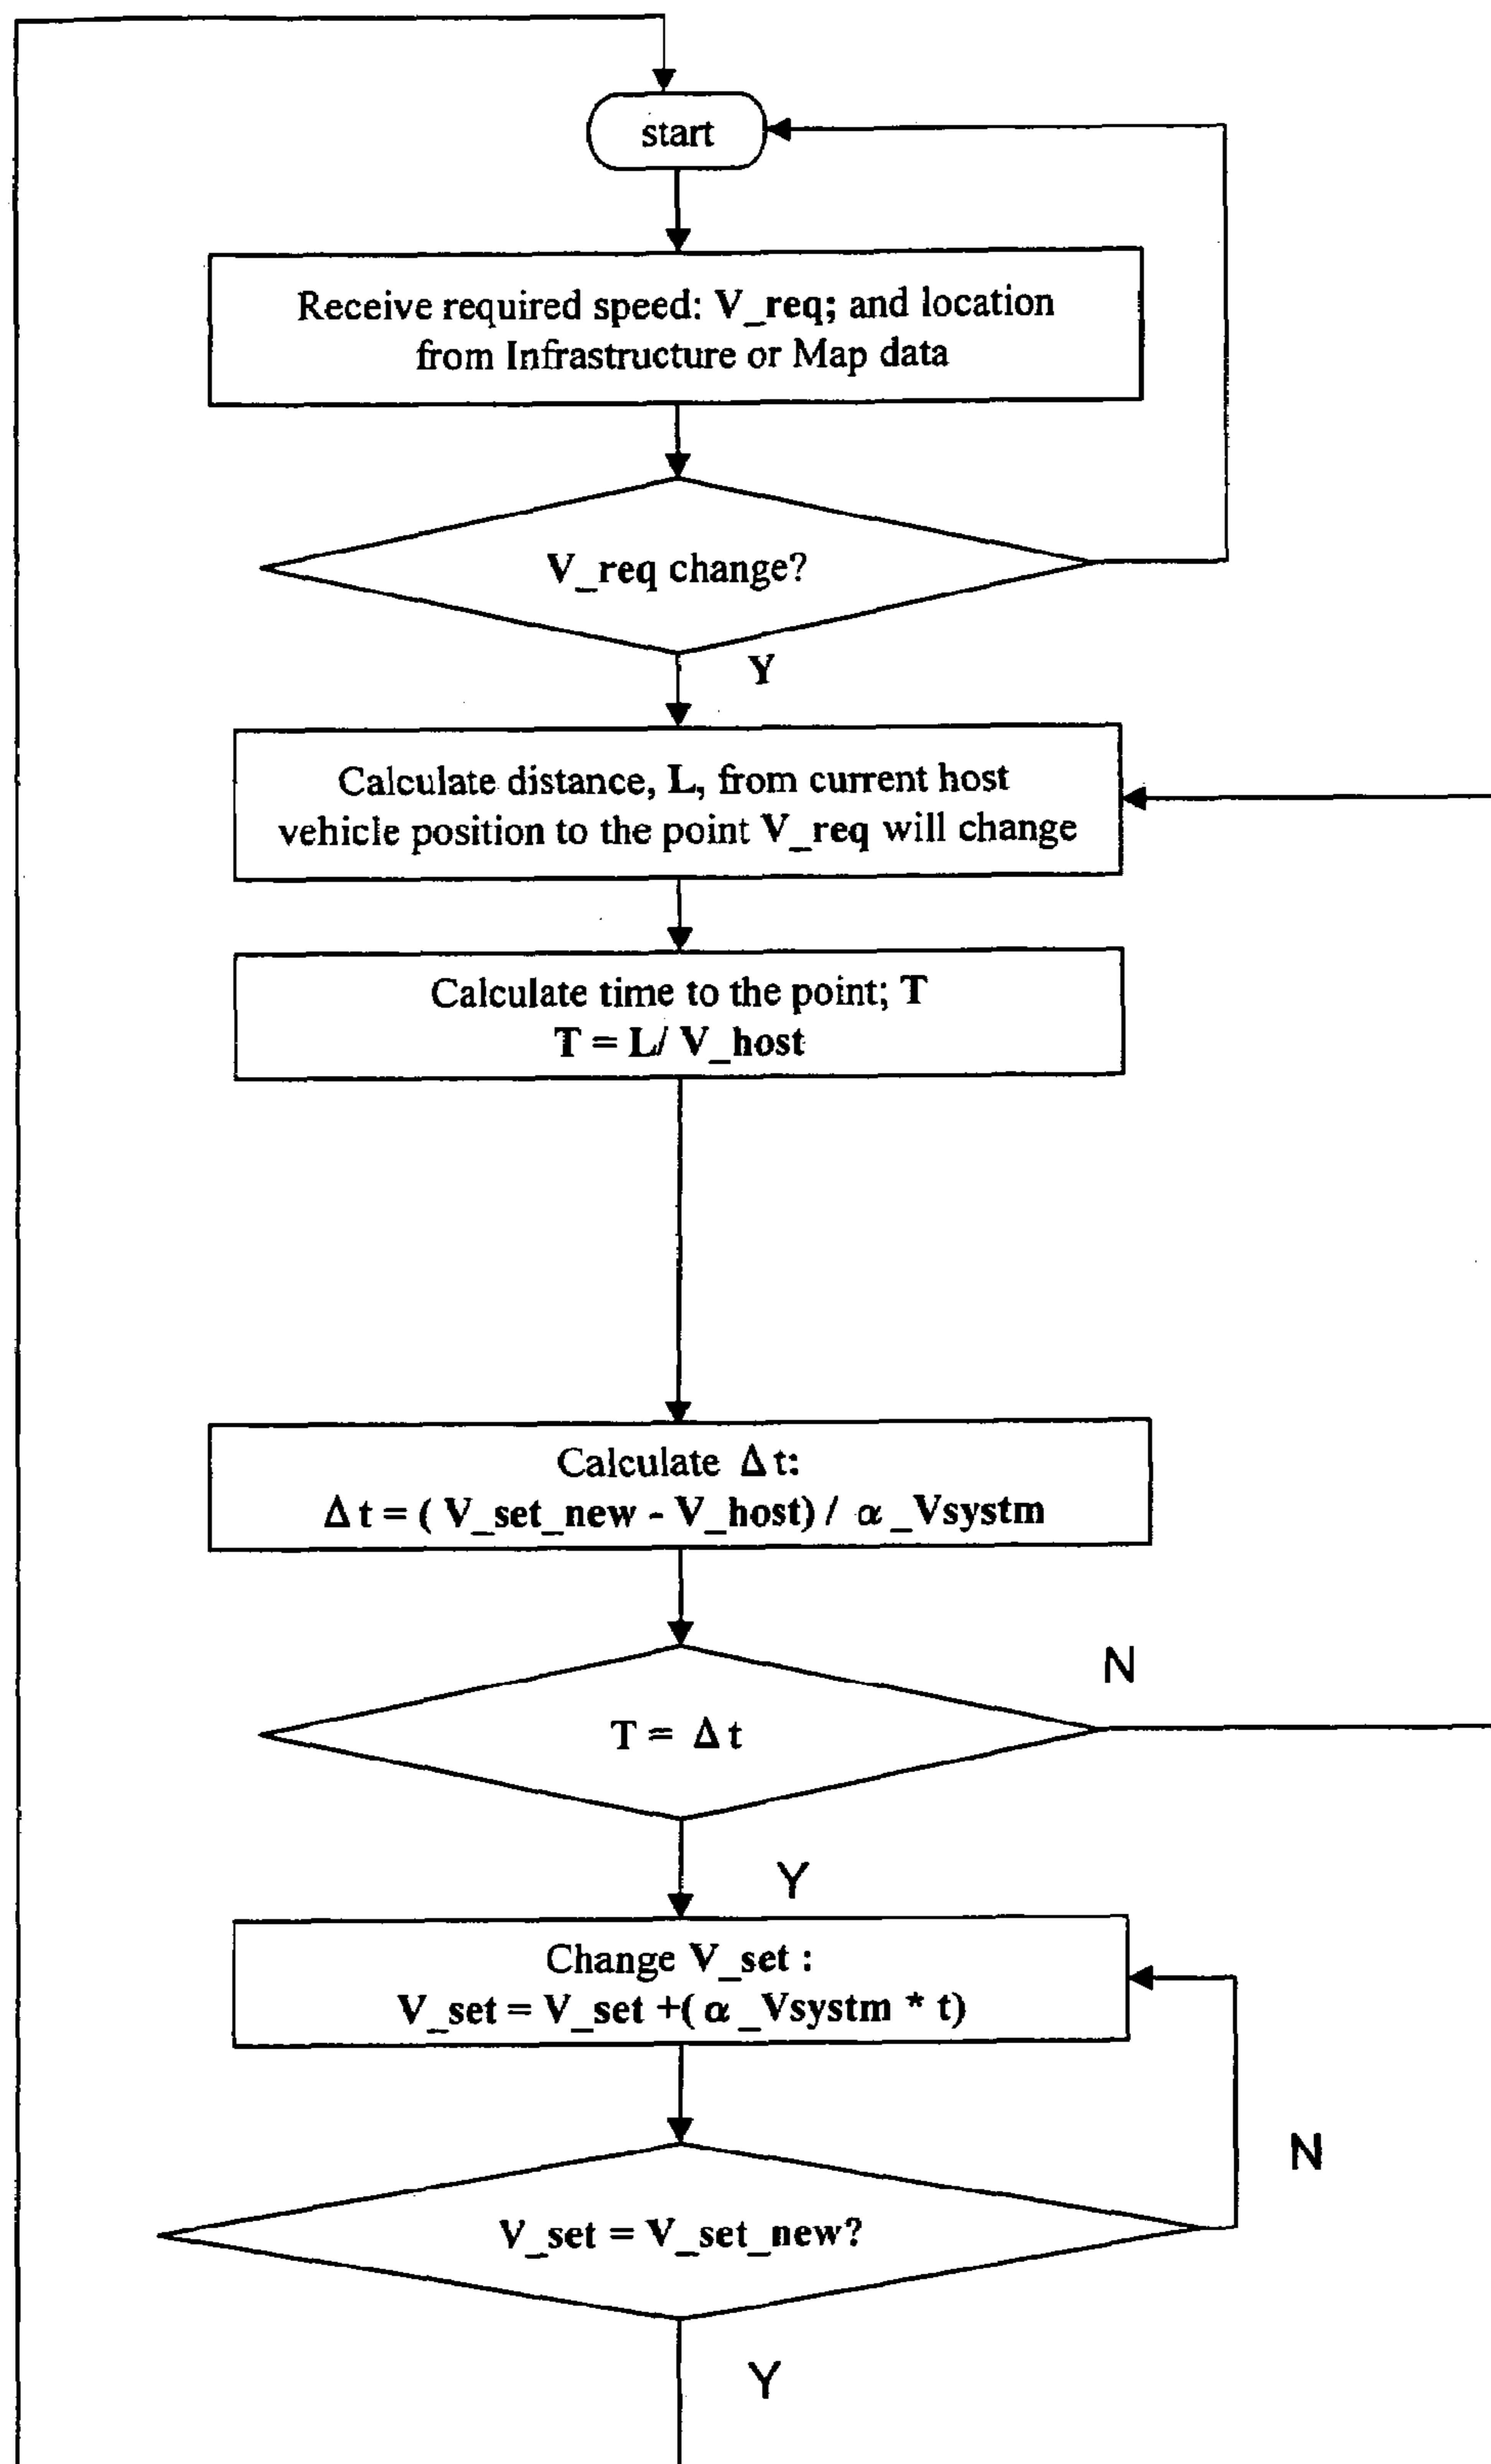 start
Receive required speed: V_req; and location
from Infrastructure or Map data
V_req change?
Y
Calculate distance, L, from current host
vehicle position to the point V_req will change
Calculate time to the point; T
T = L/ V_host
Calculate Δt:
Δt = ( V_set_new - V_host) / α_Vsystm
N
T = Δt
Y
Change V_set :
V_set = V_set +( α_Vsystm * t)
N
V_set = V_set_new?
Y